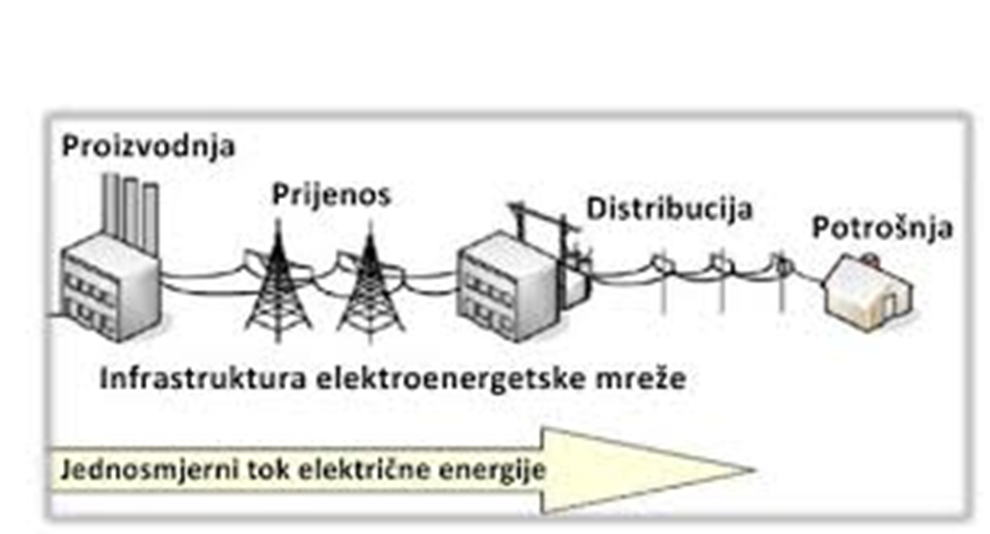 Proizvodnja
Prijenos
Distribucija
Potrošnja
Infrastruktura elektroenergetske mreže
Jednosmjerni tok električne energije